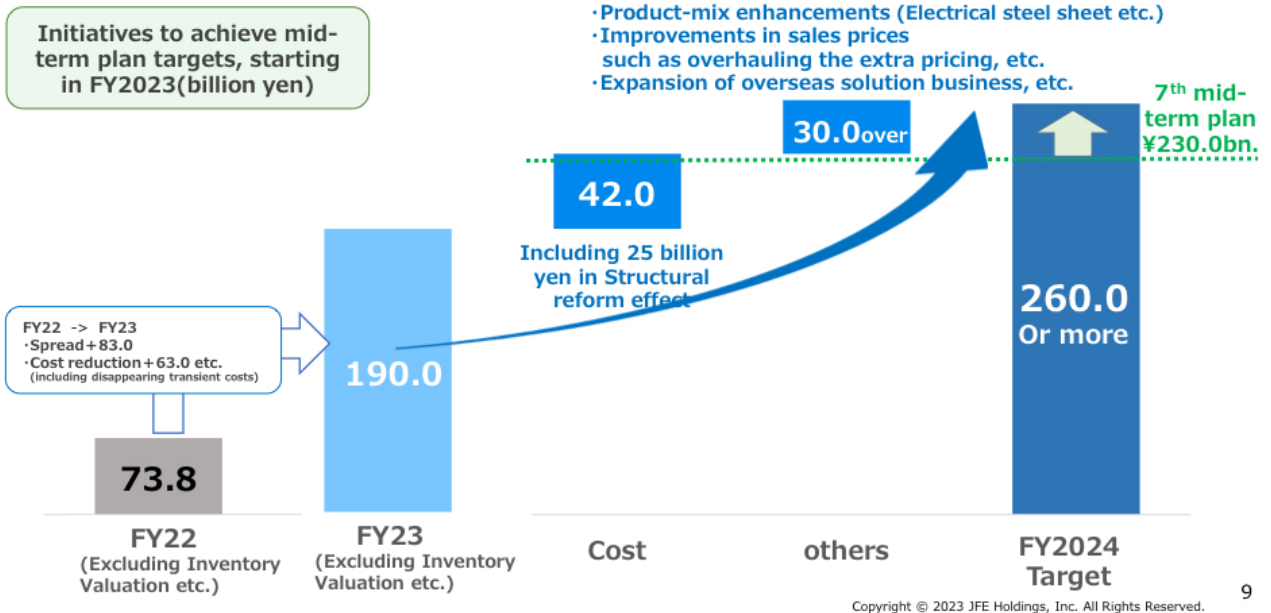 Initiatives to achieve mid-
term plan targets, starting
in FY2023(billion yen)
·Product-mix enhancements (Electrical steel sheet etc.)
·Improvements in sales prices
such as overhauling the extra pricing, etc.
·Expansion of overseas solution business, etc.
7th mid-
term plan
¥230.0bn.
30.0over
42.0
Including 25 billion
yen in Structural
reform effect
260.0
Or more
FY22 -> FY23
·Spread+83.0
·Cost reduction+63.0 etc.
(including disappearing transient costs)
190.0
73.8
FY22
(Excluding Inventory
Valuation etc.)
FY23
(Excluding Inventory
Valuation etc.)
Cost
others
FY2024
Target
9
Copyright © 2023 JFE Holdings, Inc. All Rights Reserved.